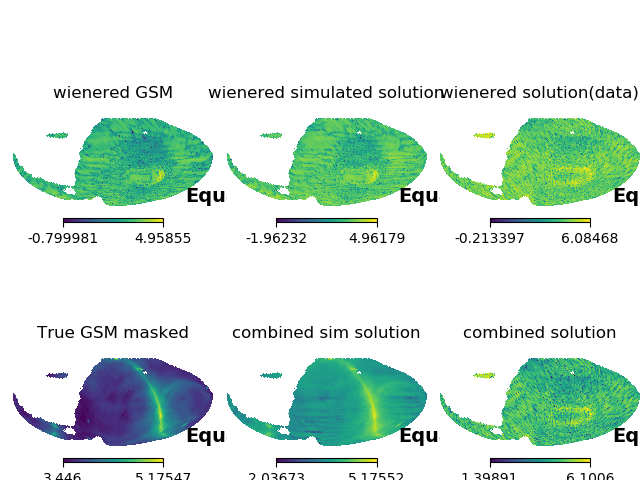 wienered GSM wienered simulated solution wienered solution(data)
Equ Equ Eq
-0.799981 4.95855 -1.96232 4.96179 -0.213397 6.08468
True GSM masked combined sim solution combined solution
Equ Equ Eq
3.446 5.17547 2.03673 5.17552 1.39891 6.1006